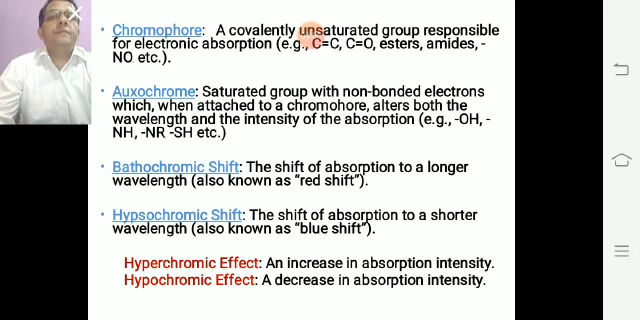 • Chromophore: A covalently unsaturated group responsible
for electronic absorption (e.g., C=C, C=O, esters, amides, -
NO etc.).
• Auxochrome: Saturated group with non-bonded electrons
which, when attached to a chromohore, alters both the
wavelength and the intensity of the absorption (e.g., -OH, -
NH, -NR -SH etc.)
• Bathochromic Shift: The shift of absorption to a longer
wavelength (also known as “red shift”).
• Hypsochromic Shift: The shift of absorption to a shorter
wavelength (also known as “blue shift”).
Hyperchromic Effect: An increase in absorption intensity.
Hypochromic Effect: A decrease in absorption intensity.